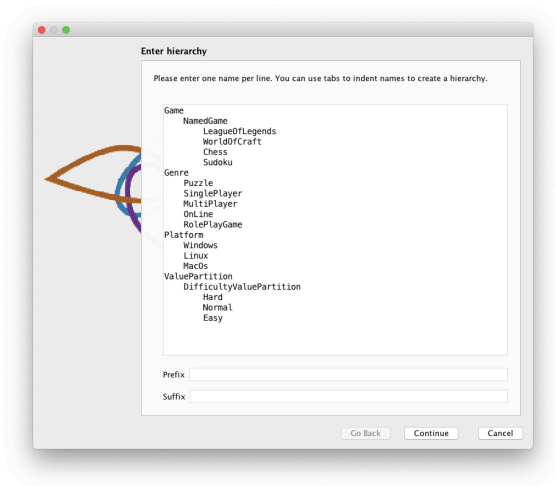 Enter hierarchy
Please enter one name per line. You can use tabs to indent names to create a hierarchy.
Game
NamedGame
LeagueOfLegends
WorldOfCraft
Chess
Sudoku
Genre
Puzzle
SinglePlayer
MultiPlayer
OnLine
RolePlayGame
Platform
Windows
Linux
MacOs
ValuePartition
DifficultyValuePartition
Hard
Normal
Easy
Prefix
Suffix
Go Back Continue Cancel